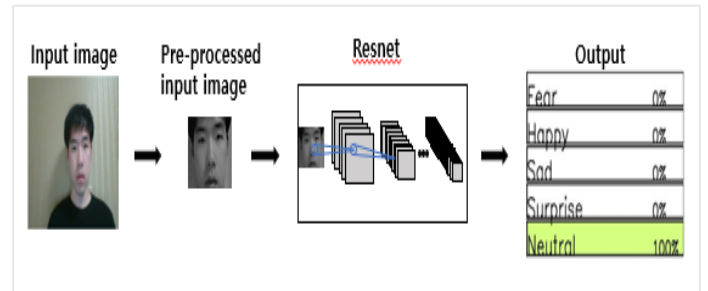 Input image
Pre-processed
input image
Resnet
Output
Fear 0%
Happy 0%
Sad 0%
Surprise 0%
Neutral 100%